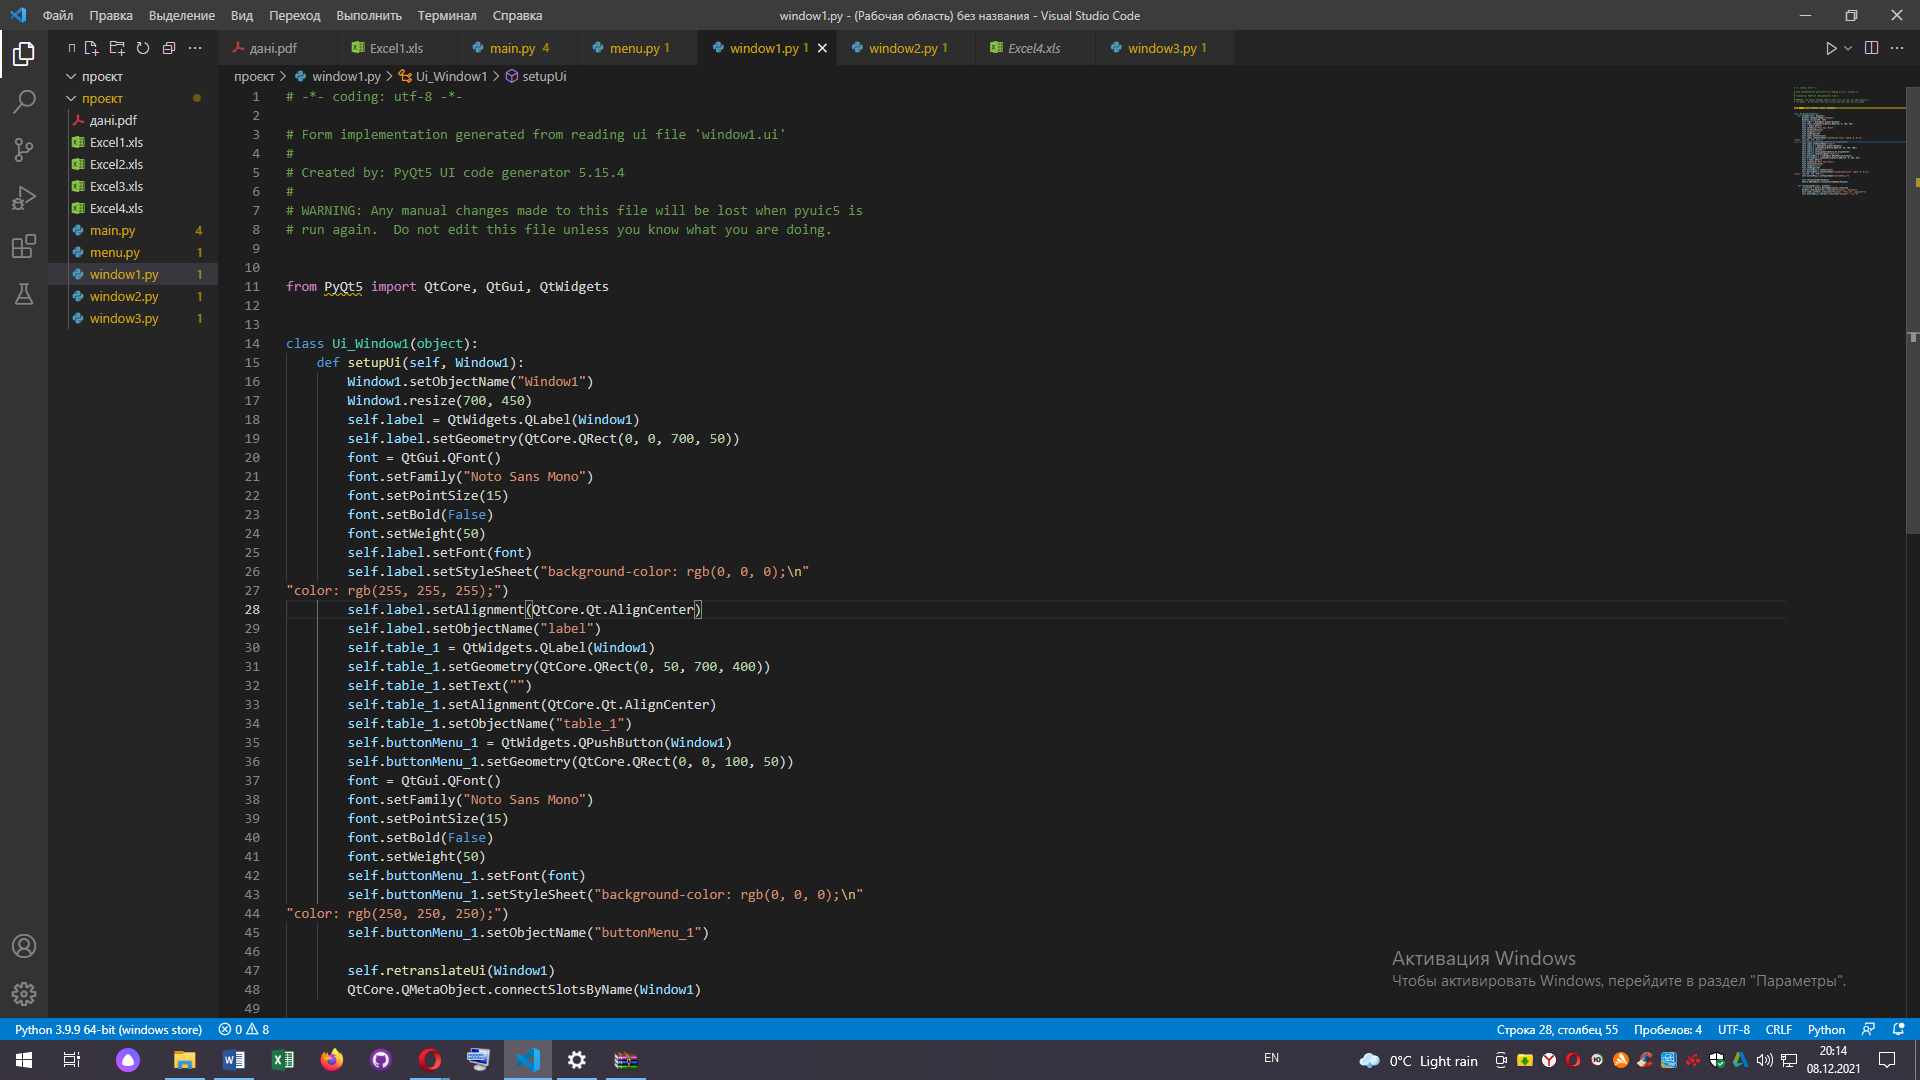 Файл Правка Выделение Вид Переход Выполнить Терминал Справка
window1.py - (Рабочая область) без названия - Visual Studio Code
П
дані.pdf Excel1.xls main.py 4 menu.py 1 window1.py 1 window2.py 1 Excel4.xls window3.py 1
проєкт
проєкт
дані.pdf
Excel1.xls
Excel2.xls
Excel3.xls
Excel4.xls
main.py 4
menu.py 1
window1.py 1
window2.py 1
window3.py 1
проєкт > window1.py > Ui_Window1 > setupUi
1 # -*- coding: utf-8 -*-
2
3 # Form implementation generated from reading ui file 'window1.ui'
4 #
5 # Created by: PyQt5 UI code generator 5.15.4
6 #
7 # WARNING: Any manual changes made to this file will be lost when pyuic5 is
8 # run again.  Do not edit this file unless you know what you are doing.
9
10
11 from PyQt5 import QtCore, QtGui, QtWidgets
12
13
14 class Ui_Window1(object):
15     def setupUi(self, Window1):
16         Window1.setObjectName("Window1")
17         Window1.resize(700, 450)
18         self.label = QtWidgets.QLabel(Window1)
19         self.label.setGeometry(QtCore.QRect(0, 0, 700, 50))
20         font = QtGui.QFont()
21         font.setFamily("Noto Sans Mono")
22         font.setPointSize(15)
23         font.setBold(False)
24         font.setWeight(50)
25         self.label.setFont(font)
26         self.label.setStyleSheet("background-color: rgb(0, 0, 0);\n"
27 "color: rgb(255, 255, 255);")
28         self.label.setAlignment(QtCore.Qt.AlignCenter)
29         self.label.setObjectName("label")
30         self.table_1 = QtWidgets.QLabel(Window1)
31         self.table_1.setGeometry(QtCore.QRect(0, 50, 700, 400))
32         self.table_1.setText("")
33         self.table_1.setAlignment(QtCore.Qt.AlignCenter)
34         self.table_1.setObjectName("table_1")
35         self.buttonMenu_1 = QtWidgets.QPushButton(Window1)
36         self.buttonMenu_1.setGeometry(QtCore.QRect(0, 0, 100, 50))
37         font = QtGui.QFont()
38         font.setFamily("Noto Sans Mono")
39         font.setPointSize(15)
40         font.setBold(False)
41         font.setWeight(50)
42         self.buttonMenu_1.setFont(font)
43         self.buttonMenu_1.setStyleSheet("background-color: rgb(0, 0, 0);\n"
44 "color: rgb(250, 250, 250);")
45         self.buttonMenu_1.setObjectName("buttonMenu_1")
46
47         self.retranslateUi(Window1)
48         QtCore.QMetaObject.connectSlotsByName(Window1)
49
Активация Windows
Чтобы активировать Windows, перейдите в раздел "Параметры".
Python 3.9.9 64-bit (windows store) 0 8 Строка 28, столбец 55 Пробелов: 4 UTF-8 CRLF Python
EN 0°C Light rain 20:14
08.12.2021